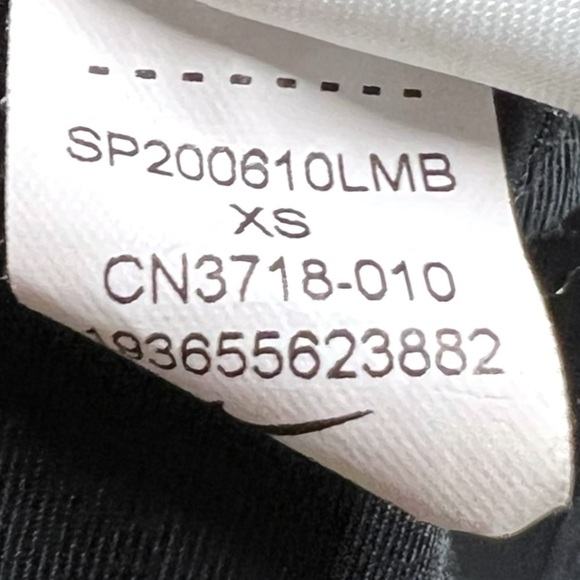 --------
SP200610LMB
XS
CN3718-010
193655623882